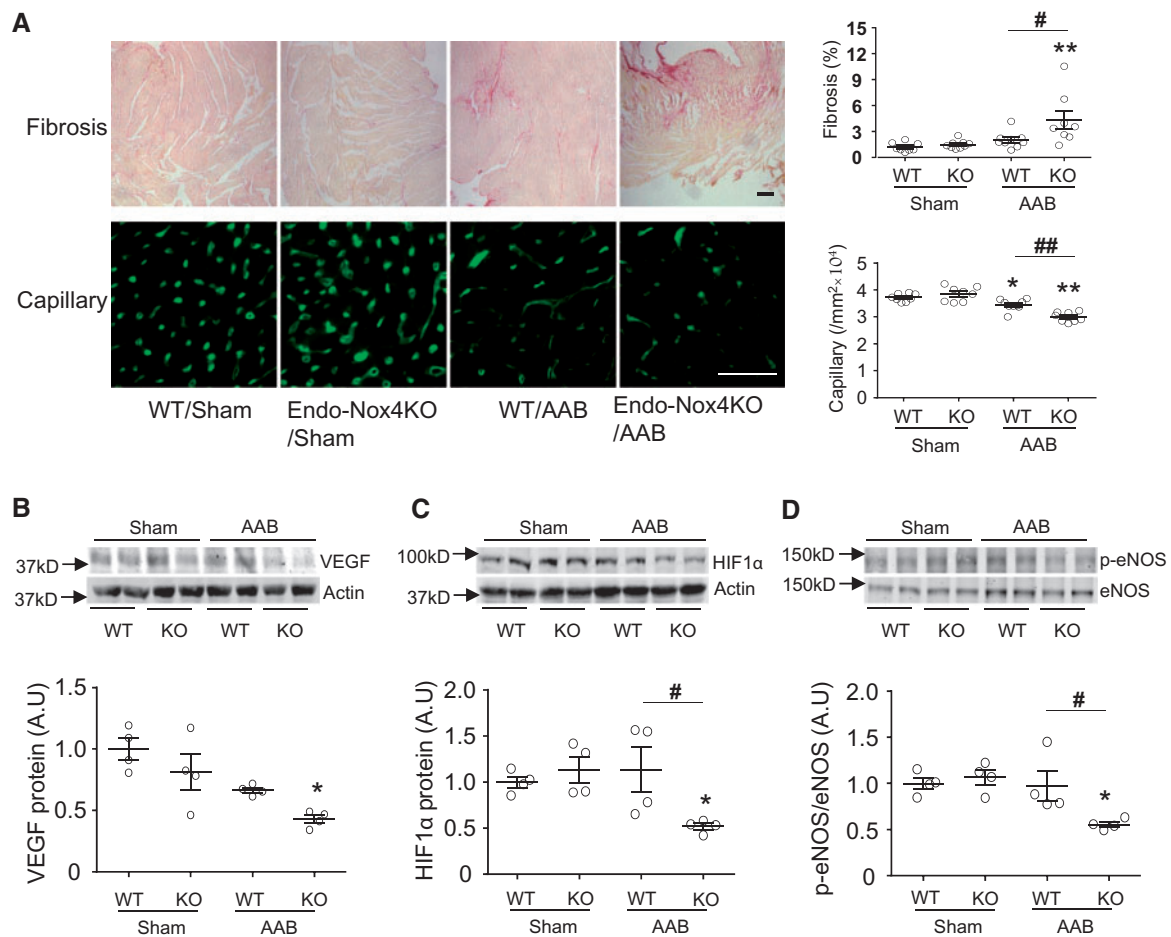 A
Fibrosis
Capillary
WT/Sham
Endo-Nox4KO
/Sham
WT/AAB
Endo-Nox4KO
/AAB
#
**
Fibrosis (%)
15
12
9
6
3
0
WT KO WT KO
Sham AAB
##
*
**
Capillary (/mm²×10⁴)
5
4
3
2
1
0
WT KO WT KO
Sham AAB
B
Sham AAB
37kD VEGF
37kD Actin
WT KO WT KO
VEGF protein (A.U)
1.5
1.0
0.5
0
*
WT KO WT KO
Sham AAB
C
Sham AAB
100kD HIF1α
37kD Actin
WT KO WT KO
HIF1α protein (A.U)
2.0
1.5
1.0
0.5
0
#
*
WT KO WT KO
Sham AAB
D
Sham AAB
150kD p-eNOS
150kD eNOS
WT KO WT KO
p-eNOS/eNOS (A.U)
2.0
1.5
1.0
0.5
0
#
*
WT KO WT KO
Sham AAB